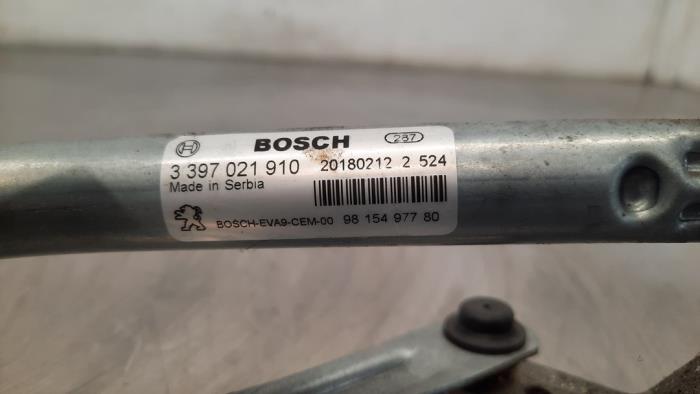 BOSCH 287
3 397 021 910 20180212 2 524
Made in Serbia
BOSCH-EVA9-CEM-00 98 154 977 80